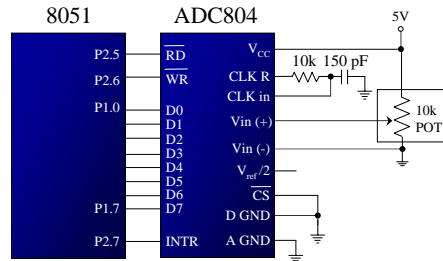 8051 ADC804
5V
P2.5 RD VCC
10k 150 pF
P2.6 WR CLK R
CLK in
P1.0 D0 Vin (+) 10k
D1 POT
D2
D3 Vin (-)
D4 Vref/2
D5 CS
D6
P1.7 D7 D GND
P2.7 INTR A GND